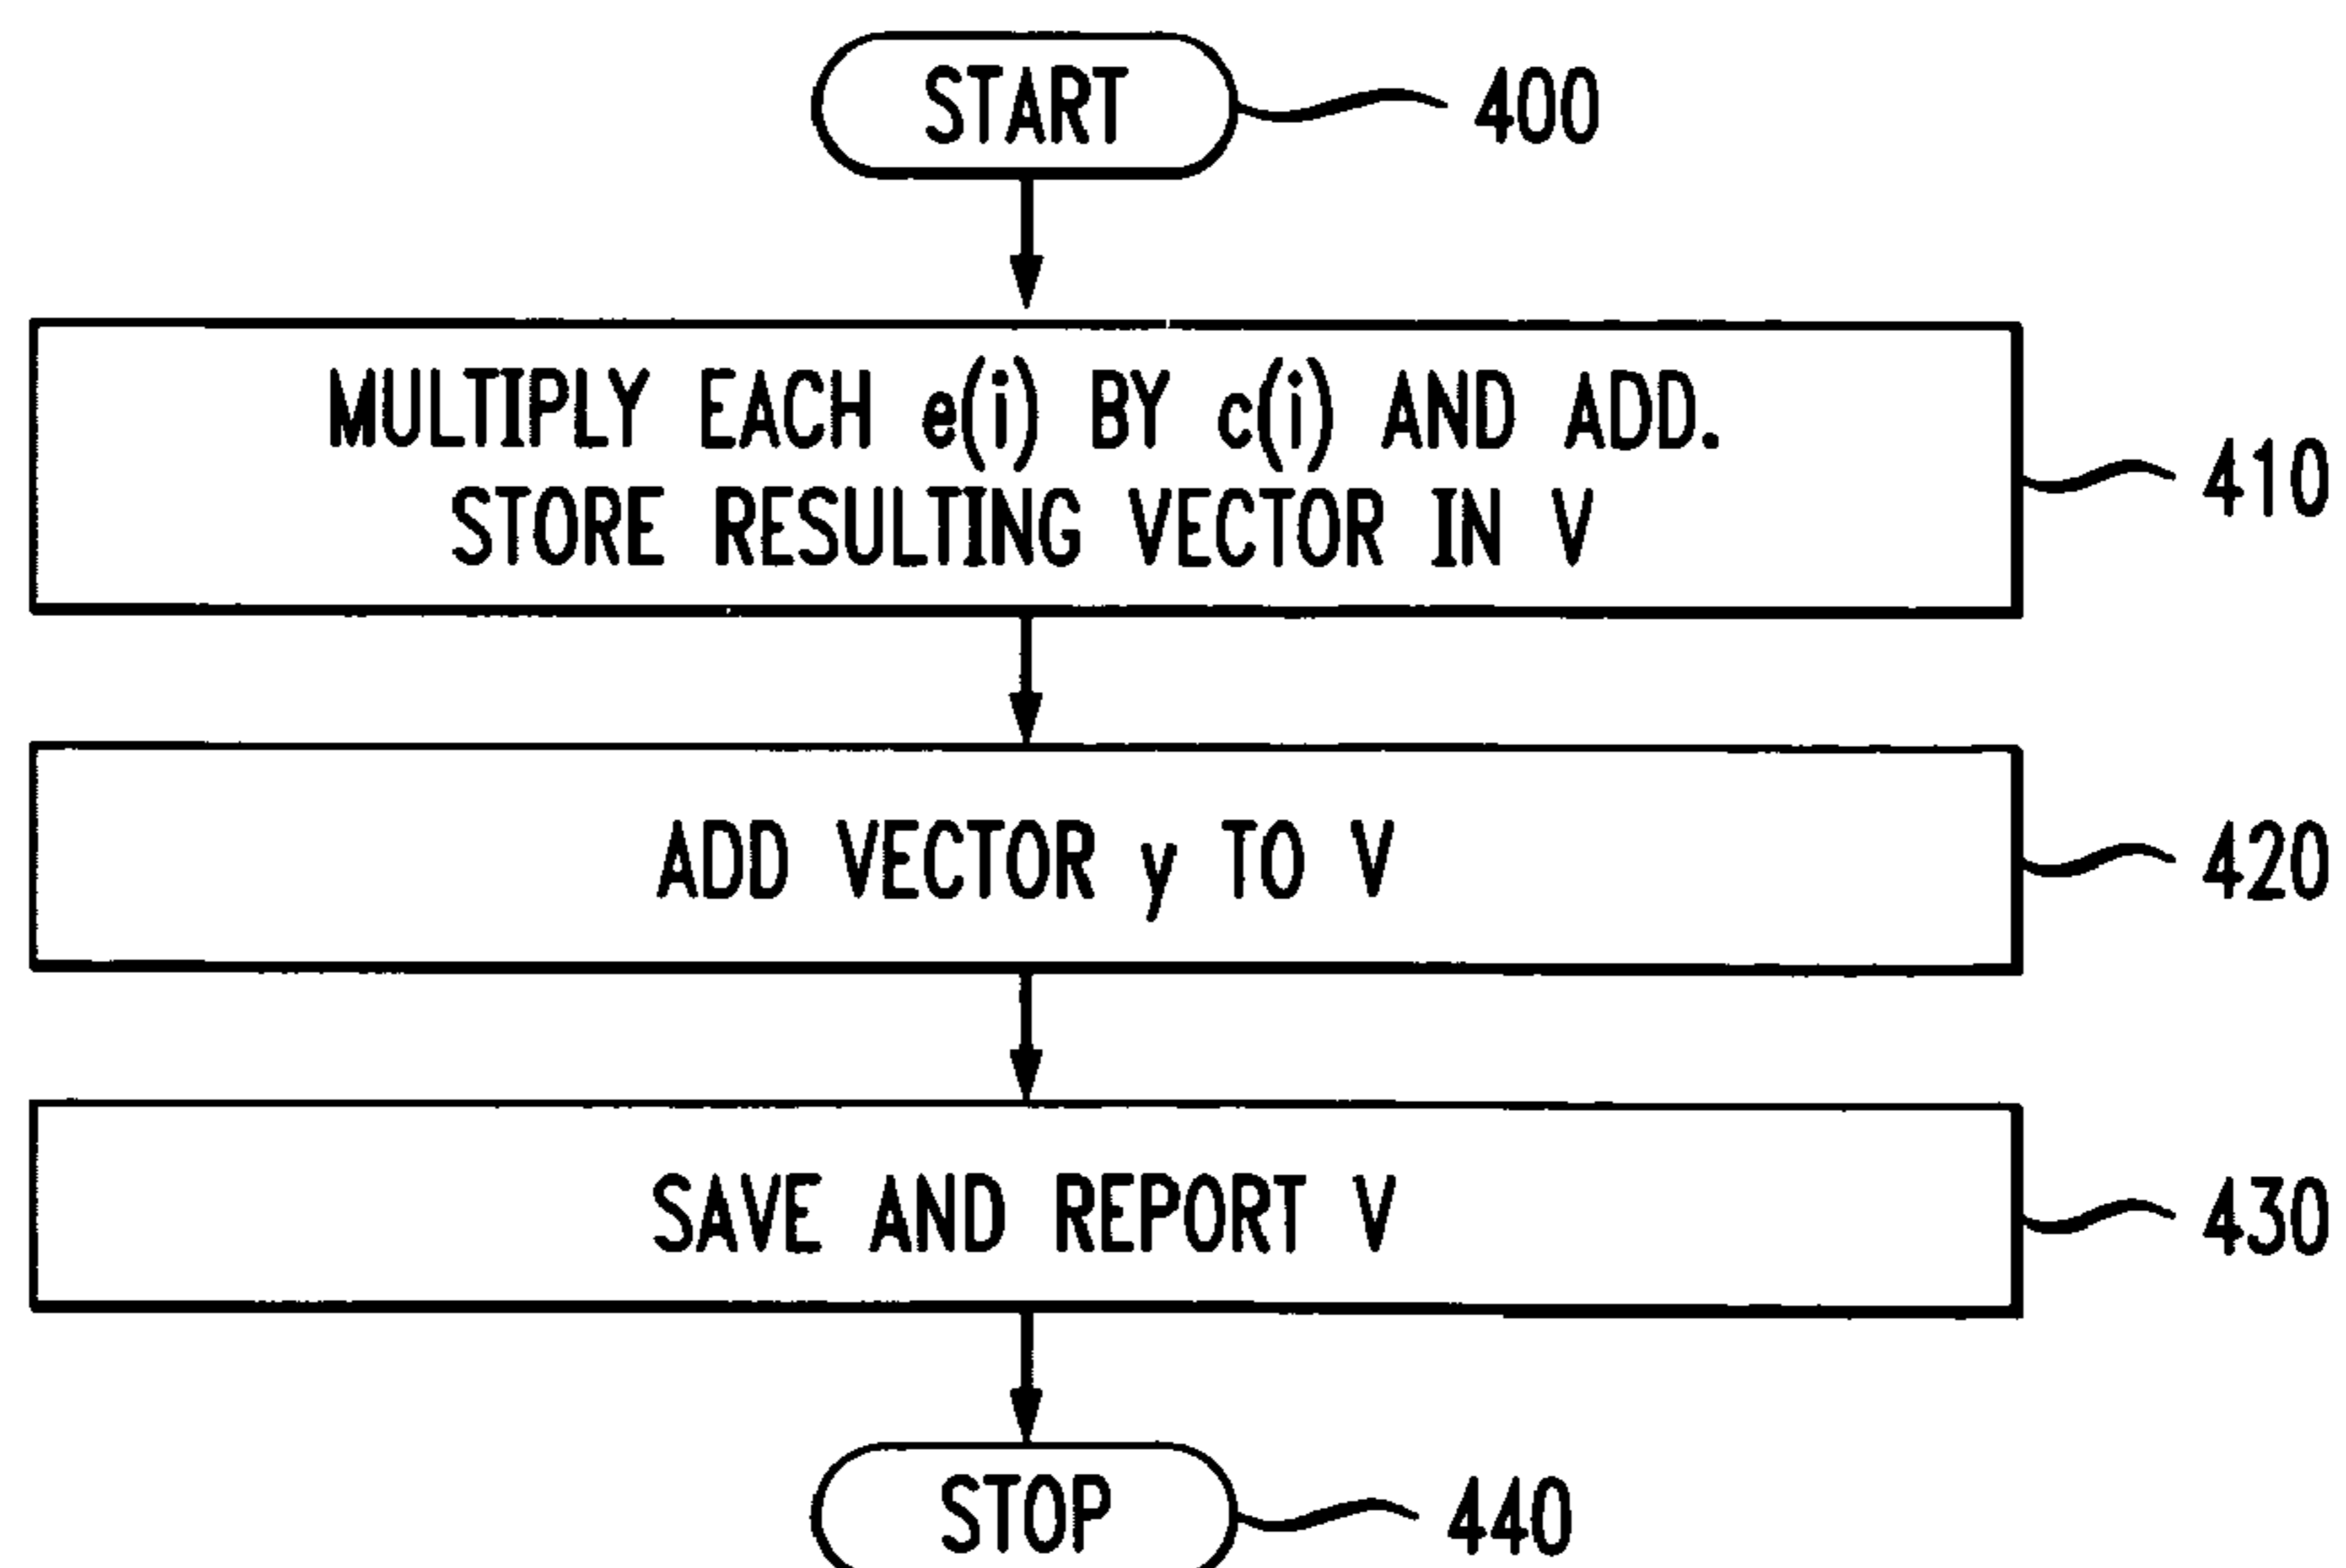 START 400
MULTIPLY EACH e(i) BY c(i) AND ADD.
STORE RESULTING VECTOR IN V
410
ADD VECTOR y TO V 420
SAVE AND REPORT V 430
STOP 440